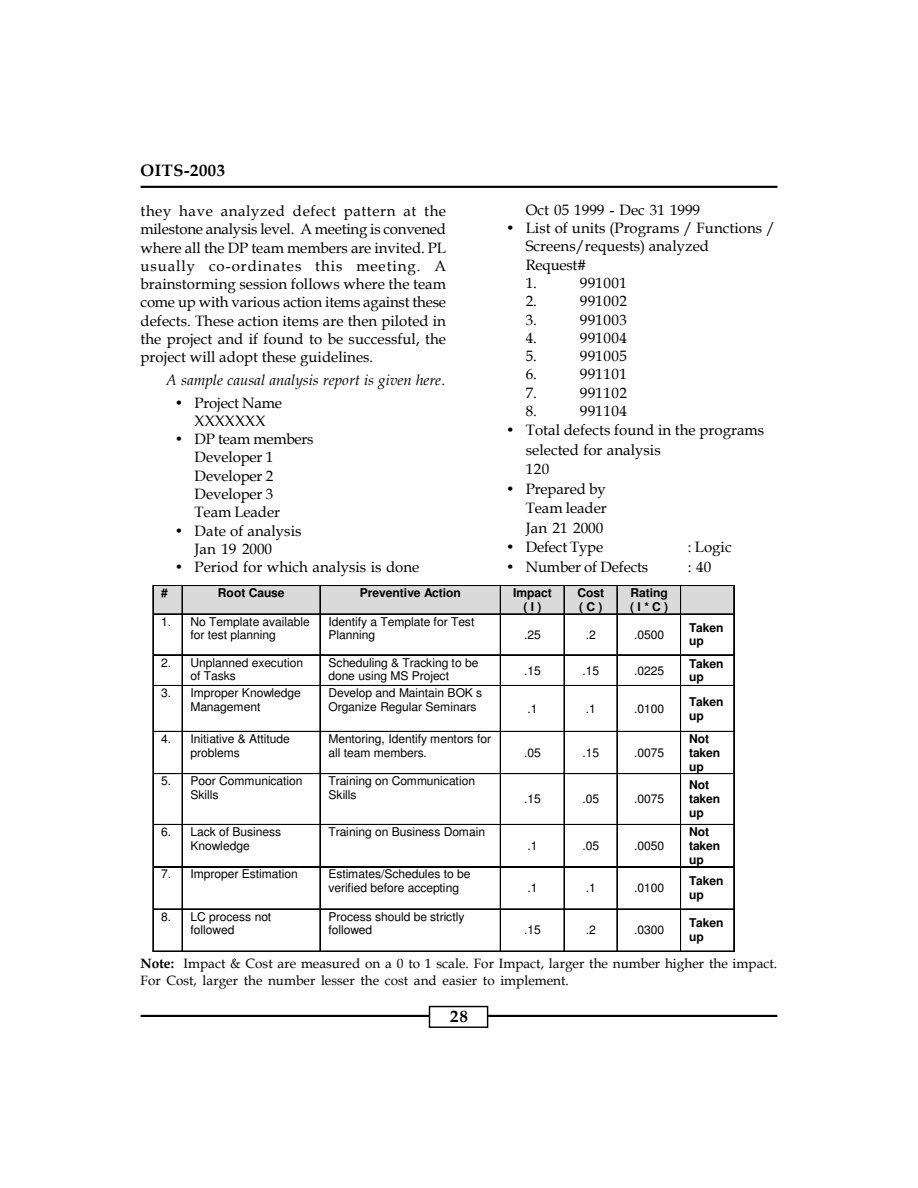 OITS-2003
they have analyzed defect pattern at the
milestone analysis level. A meeting is convened
where all the DP team members are invited. PL
usually co-ordinates this meeting. A
brainstorming session follows where the team
come up with various action items against these
defects. These action items are then piloted in
the project and if found to be successful, the
project will adopt these guidelines.
A sample causal analysis report is given here.
• Project Name
XXXXXXX
• DP team members
Developer 1
Developer 2
Developer 3
Team Leader
• Date of analysis
Jan 19 2000
• Period for which analysis is done
Oct 05 1999 - Dec 31 1999
• List of units (Programs / Functions /
Screens/requests) analyzed
Request#
1. 991001
2. 991002
3. 991003
4. 991004
5. 991005
6. 991101
7. 991102
8. 991104
• Total defects found in the programs
selected for analysis
120
• Prepared by
Team leader
Jan 21 2000
• Defect Type : Logic
• Number of Defects : 40
# Root Cause Preventive Action Impact Cost Rating
( I ) ( C ) ( I * C )
1. No Template available Identify a Template for Test
for test planning Planning .25 .2 .0500 Taken
up
2. Unplanned execution Scheduling & Tracking to be Taken
of Tasks done using MS Project .15 .15 .0225 up
3. Improper Knowledge Develop and Maintain BOK s
Management Organize Regular Seminars .1 .1 .0100 Taken
up
4. Initiative & Attitude Mentoring, Identify mentors for Not
problems all team members. .05 .15 .0075 taken
up
5. Poor Communication Training on Communication Not
Skills Skills .15 .05 .0075 taken
up
6. Lack of Business Training on Business Domain Not
Knowledge .1 .05 .0050 taken
up
7. Improper Estimation Estimates/Schedules to be Taken
verified before accepting .1 .1 .0100 up
8. LC process not Process should be strictly Taken
followed followed .15 .2 .0300 up
Note: Impact & Cost are measured on a 0 to 1 scale. For Impact, larger the number higher the impact.
For Cost, larger the number lesser the cost and easier to implement.
28